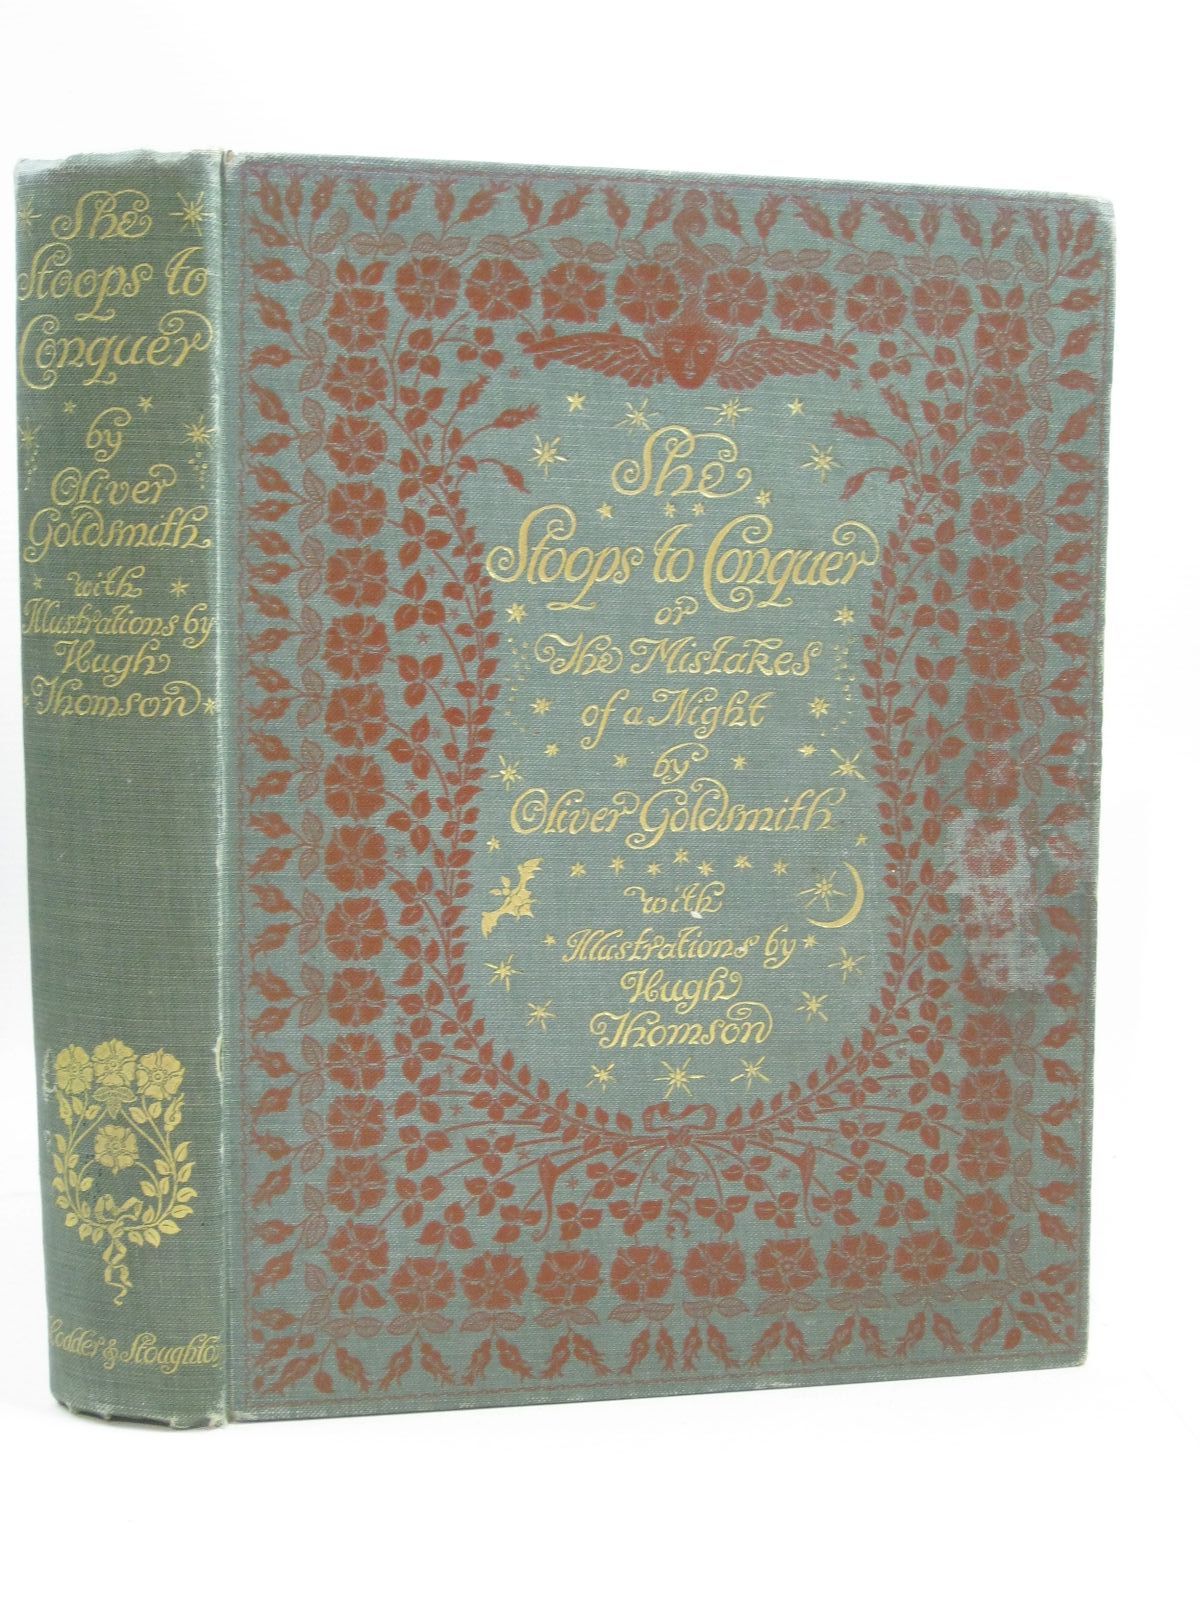 She
Stoops to
Conquer
by
Oliver
Goldsmith
with
Illustrations by
Hugh
Thomson
Hodder & Stoughton
She
Stoops to Conquer
or
The Mistakes
of a Night
by
Oliver Goldsmith
with
Illustrations by
Hugh
Thomson